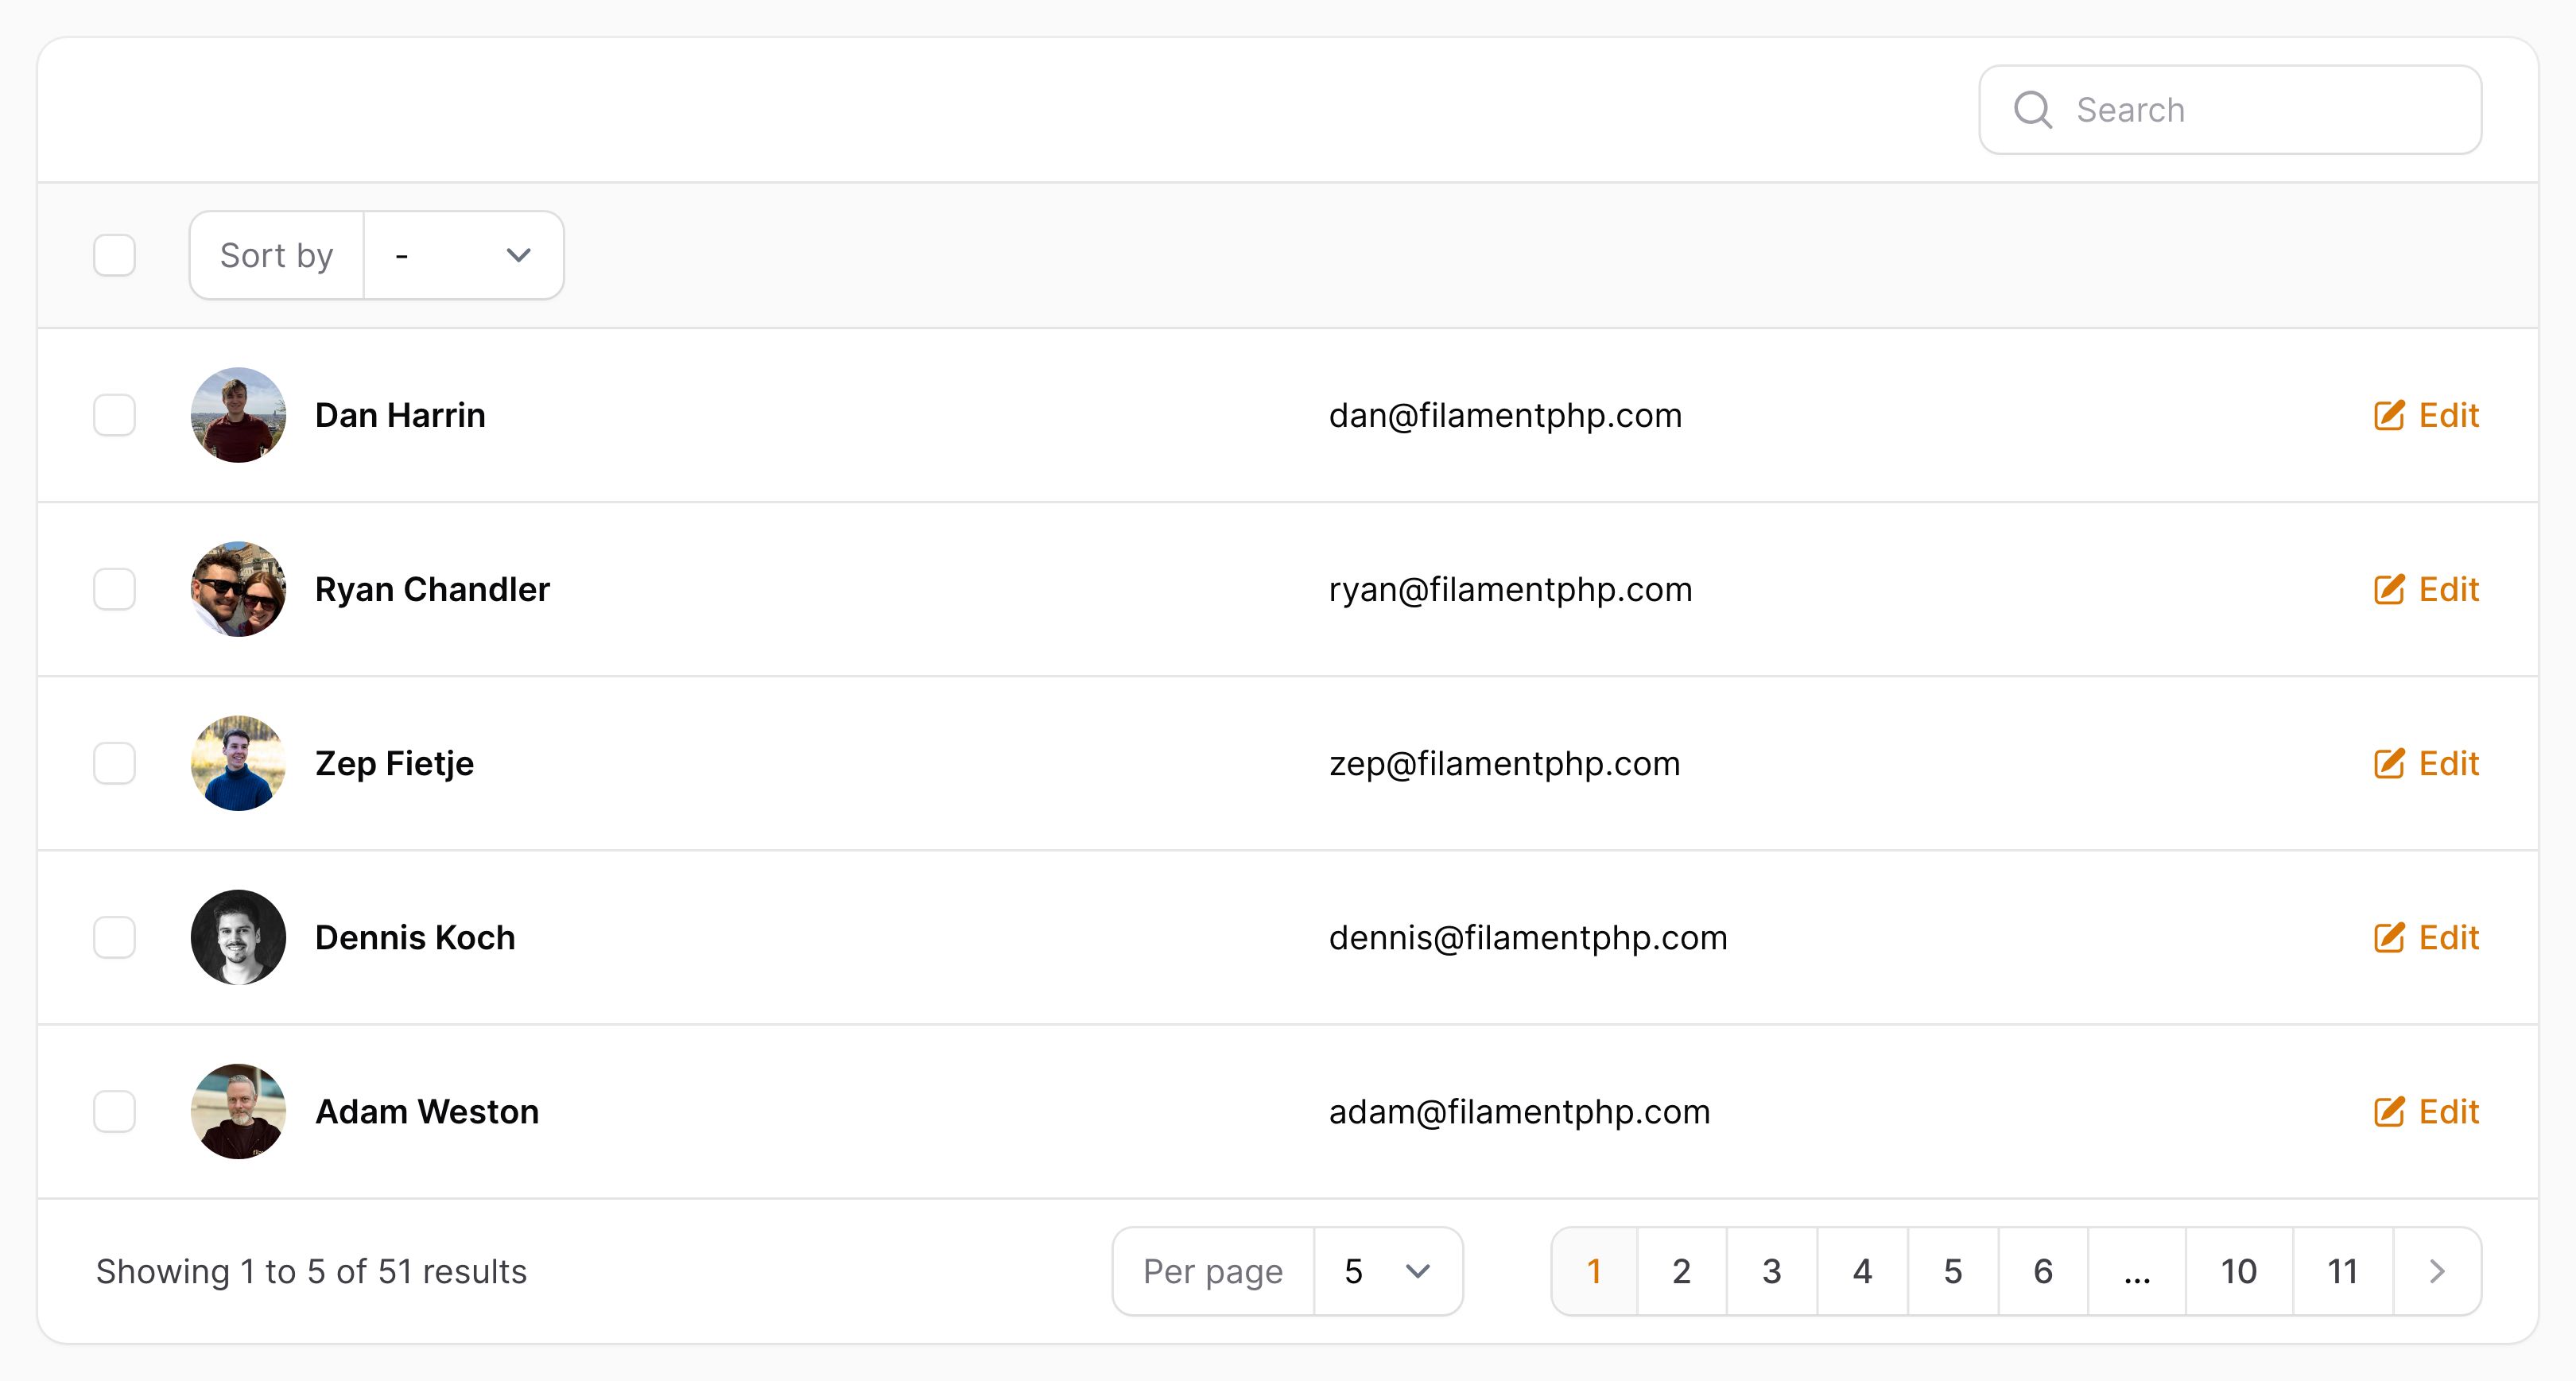 Search
Sort by -
Dan Harrin dan@filamentphp.com Edit
Ryan Chandler ryan@filamentphp.com Edit
Zep Fietje zep@filamentphp.com Edit
Dennis Koch dennis@filamentphp.com Edit
Adam Weston adam@filamentphp.com Edit
Showing 1 to 5 of 51 results Per page 5 1 2 3 4 5 6 ... 10 11